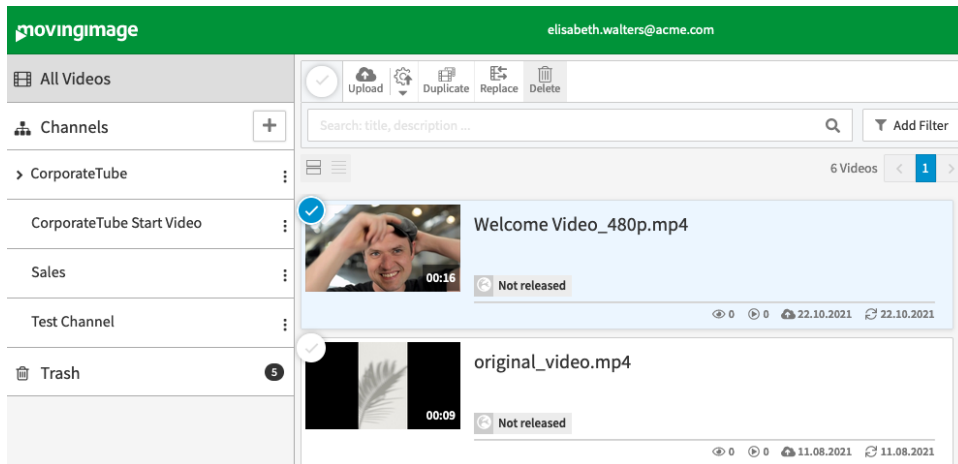 movingimage
elisabeth.walters@acme.com
All Videos
Channels
+
CorporateTube
CorporateTube Start Video
Sales
Test Channel
Trash
5
Upload
Duplicate
Replace
Delete
Search: title, description ...
Add Filter
6 Videos
1
Welcome Video_480p.mp4
00:16
Not released
0 0 22.10.2021 22.10.2021
original_video.mp4
00:09
Not released
0 0 11.08.2021 11.08.2021